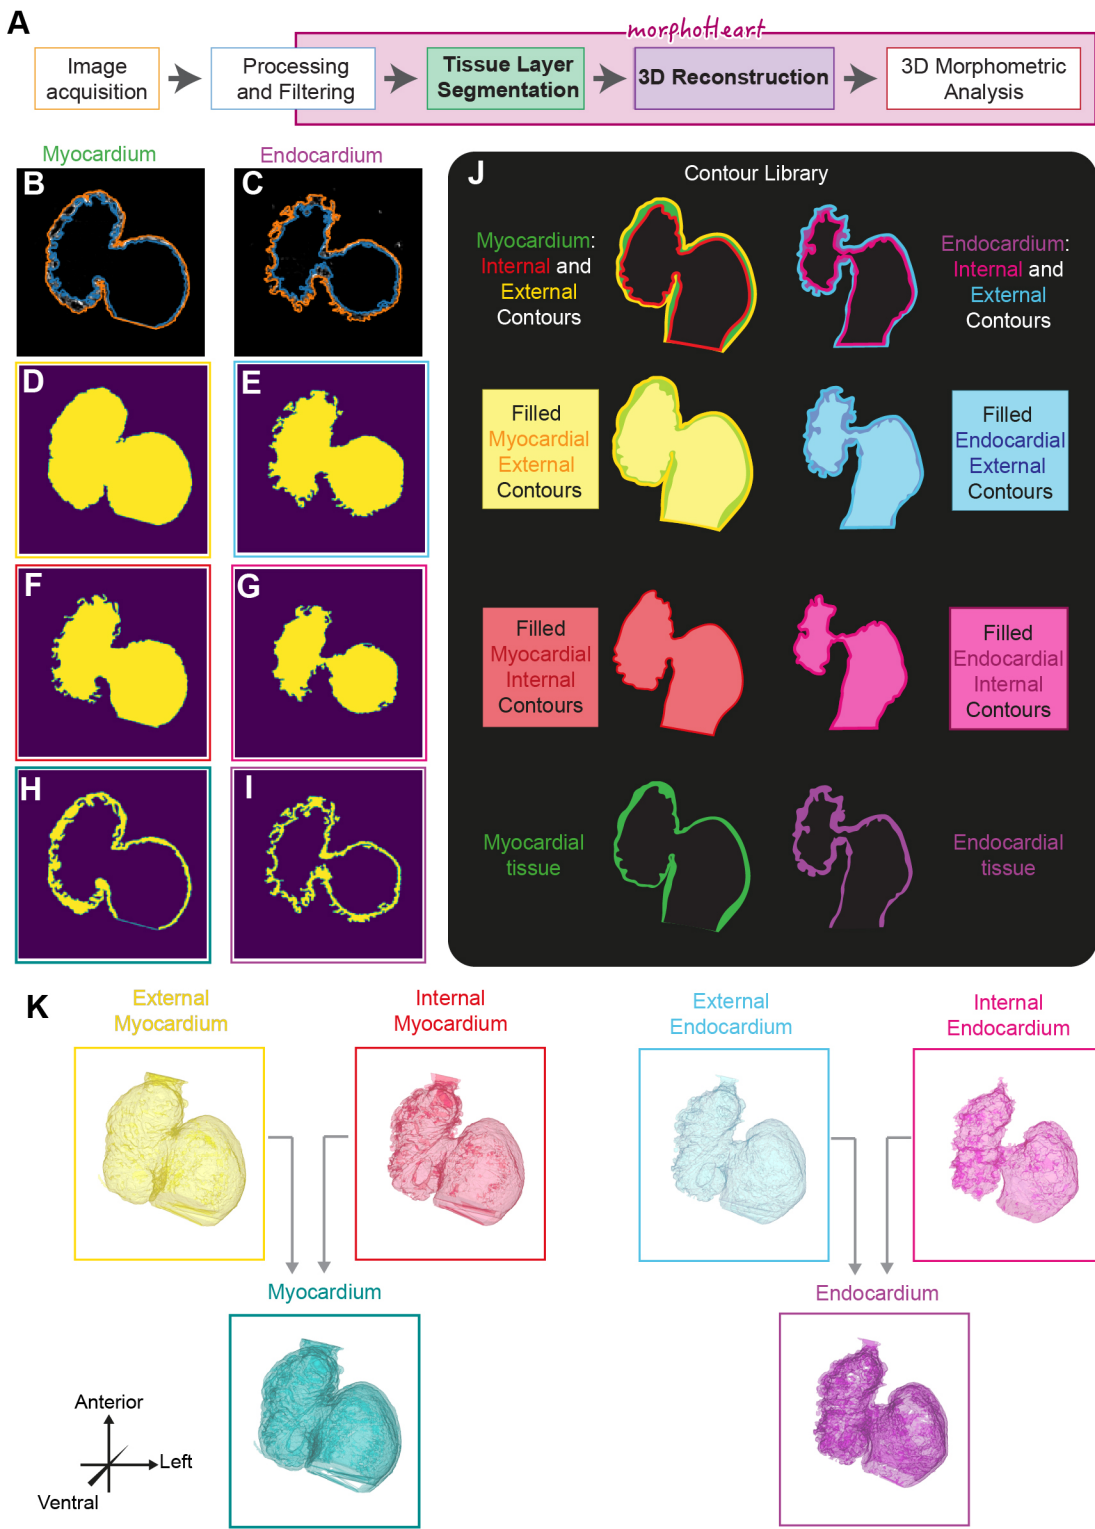 A
morphoHeart
Image
acquisition
Processing
and Filtering
Tissue Layer
Segmentation
3D Reconstruction
3D Morphometric
Analysis
Myocardium
Endocardium
B
C
D
E
F
G
H
I
J
Contour Library
Myocardium:
Internal and
External
Contours
Endocardium:
Internal and
External
Contours
Filled
Myocardial
External
Contours
Filled
Endocardial
External
Contours
Filled
Myocardial
Internal
Contours
Filled
Endocardial
Internal
Contours
Myocardial
tissue
Endocardial
tissue
K
External
Myocardium
Internal
Myocardium
External
Endocardium
Internal
Endocardium
Myocardium
Endocardium
Anterior
Left
Ventral